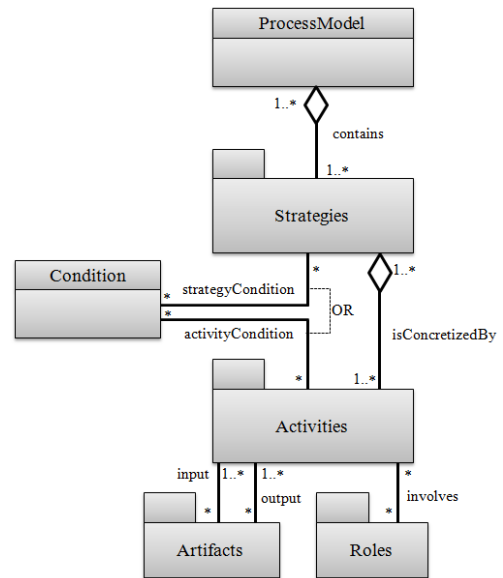 ProcessModel
1..*
contains
1..*
Strategies
Condition
*
1..*
strategyCondition
*
OR
*
activityCondition
isConcretizedBy
*
1..*
Activities
input
1..*
1..*
*
output
involves
*
*
*
Artifacts
Roles